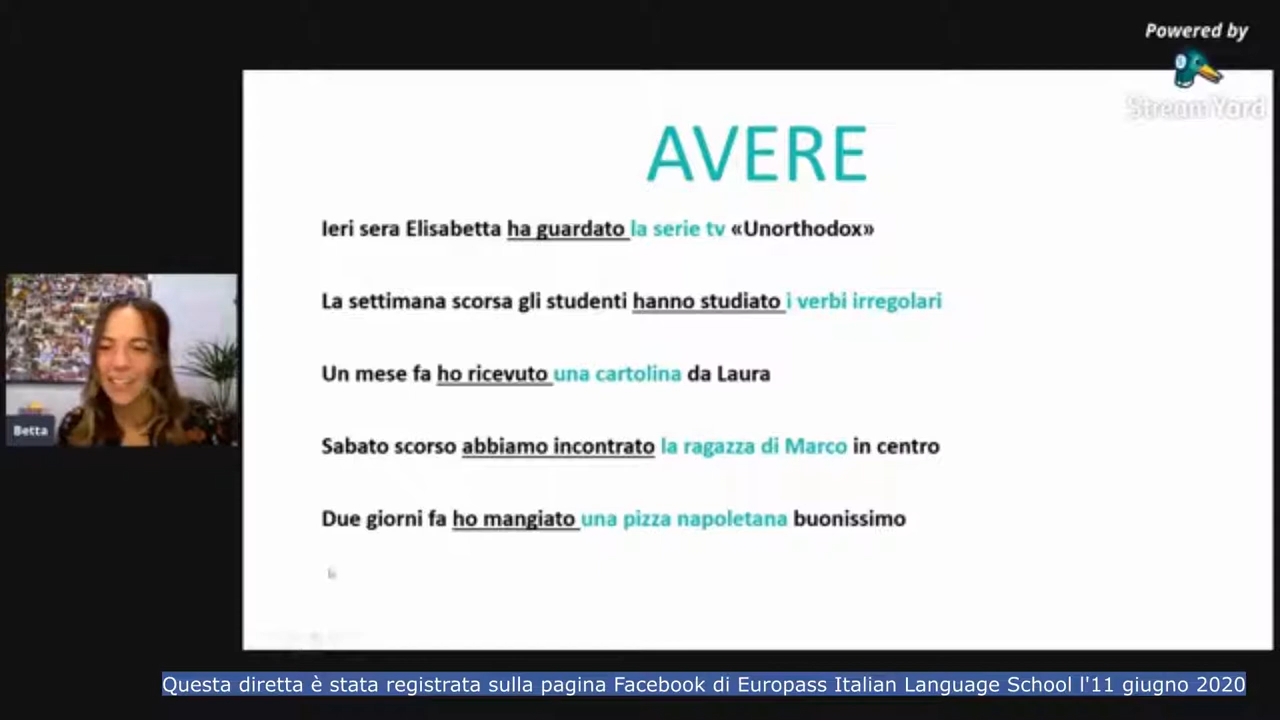 Powered by
StreamYard
AVERE
Ieri sera Elisabetta ha guardato la serie tv «Unorthodox»
La settimana scorsa gli studenti hanno studiato i verbi irregolari
Un mese fa ho ricevuto una cartolina da Laura
Sabato scorso abbiamo incontrato la ragazza di Marco in centro
Due giorni fa ho mangiato una pizza napoletana buonissimo
Betta
Questa diretta è stata registrata sulla pagina Facebook di Europass Italian Language School l'11 giugno 2020